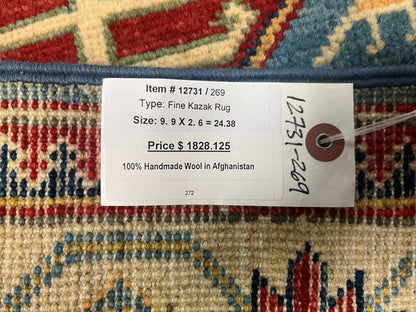 Item # 12731 / 269
Type: Fine Kazak Rug
Size: 9. 9 X 2. 6 = 24.38
Price $ 1828.125
100% Handmade Wool in Afghanistan
272
12731-269